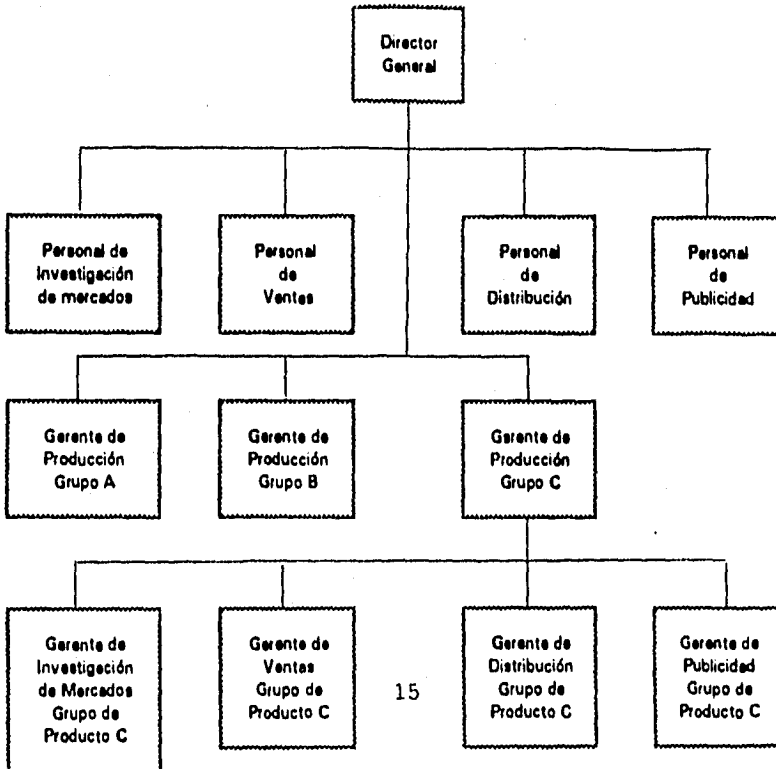 Director
General
Personal de
Investigación
de mercados
Personal
de
Ventas
Personal
de
Distribución
Personal
de
Publicidad
Gerente de
Producción
Grupo A
Gerente de
Producción
Grupo B
Gerente de
Producción
Grupo C
Gerente de
Investigación
de Mercados
Grupo de
Producto C
Gerente de
Ventas
Grupo de
Producto C
15
Gerente de
Distribución
Grupo de
Producto C
Gerente de
Publicidad
Grupo de
Producto C